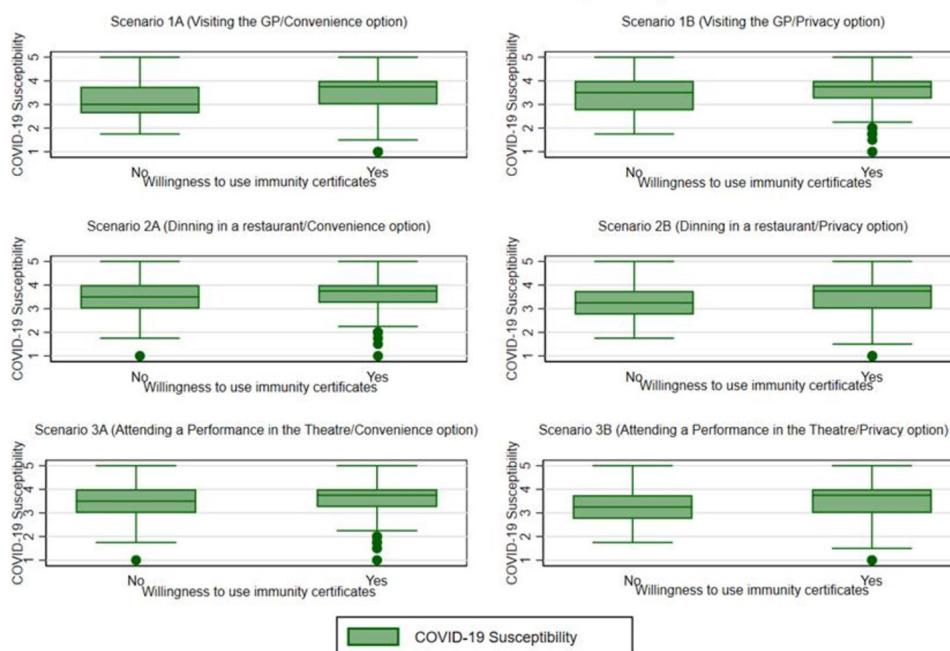 Scenario 1A (Visiting the GP/Convenience option)
COVID-19 Susceptibility
5
4
3
2
1
No
Yes
Willingness to use immunity certificates
Scenario 1B (Visiting the GP/Privacy option)
COVID-19 Susceptibility
5
4
3
2
1
No
Yes
Willingness to use immunity certificates
Scenario 2A (Dinning in a restaurant/Convenience option)
COVID-19 Susceptibility
5
4
3
2
1
No
Yes
Willingness to use immunity certificates
Scenario 2B (Dinning in a restaurant/Privacy option)
COVID-19 Susceptibility
5
4
3
2
1
No
Yes
Willingness to use immunity certificates
Scenario 3A (Attending a Performance in the Theatre/Convenience option)
COVID-19 Susceptibility
5
4
3
2
1
No
Yes
Willingness to use immunity certificates
Scenario 3B (Attending a Performance in the Theatre/Privacy option)
COVID-19 Susceptibility
5
4
3
2
1
No
Yes
Willingness to use immunity certificates
COVID-19 Susceptibility